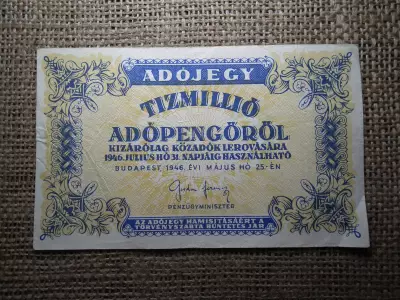 ADÓJEGY
TIZMILLIÓ
ADÓPENGŐRŐL
KIZÁRÓLAG KÖZADÓK LEROVÁSÁRA
1946. JULIUS HÓ 31. NAPJÁIG HASZNÁLHATÓ
BUDAPEST, 1946. ÉVI MÁJUS HÓ 25.-ÉN
PÉNZÜGYMINISZTER
AZ ADÓJEGY HAMISITÁSÁÉRT A
TÖRVÉNYSZABTA BÜNTETÉS JÁR